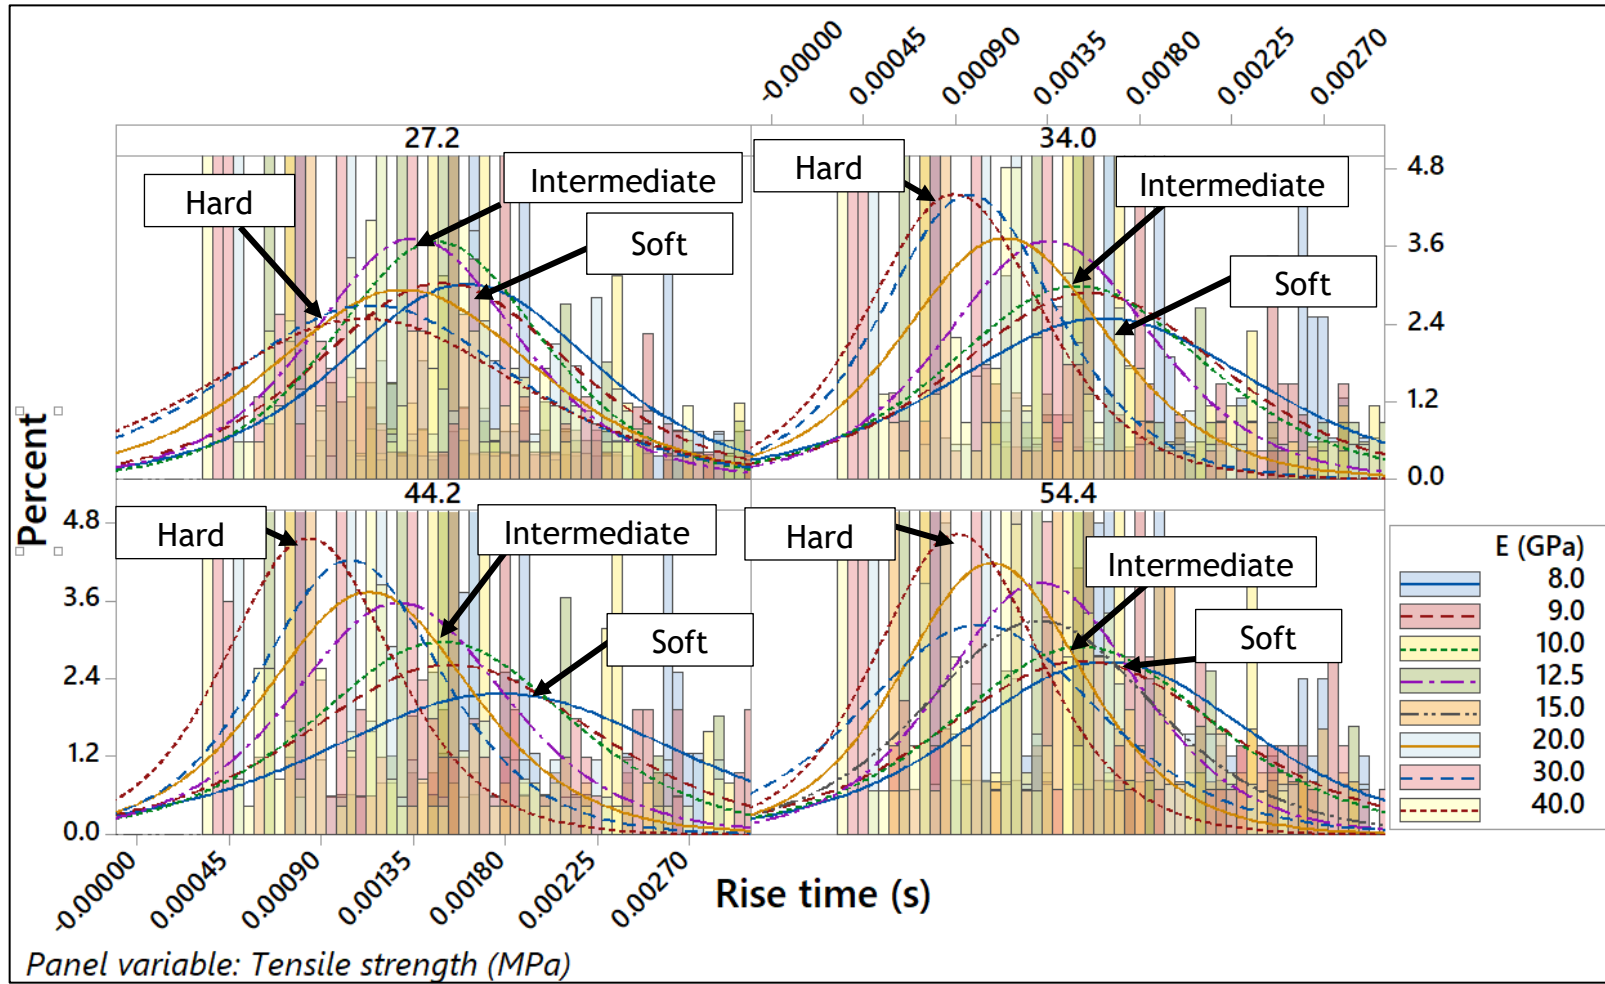 -0.00000 0.00045 0.00090 0.00135 0.00180 0.00225 0.00270
27.2 34.0
Hard Intermediate Soft
Hard Intermediate Soft
4.8
3.6
2.4
1.2
0.0
44.2 54.4
Hard Intermediate Soft
Hard Intermediate Soft
4.8
3.6
2.4
1.2
0.0
Percent
E (GPa)
8.0
9.0
10.0
12.5
15.0
20.0
30.0
40.0
-0.00000 0.00045 0.00090 0.00135 0.00180 0.00225 0.00270
Rise time (s)
Panel variable: Tensile strength (MPa)